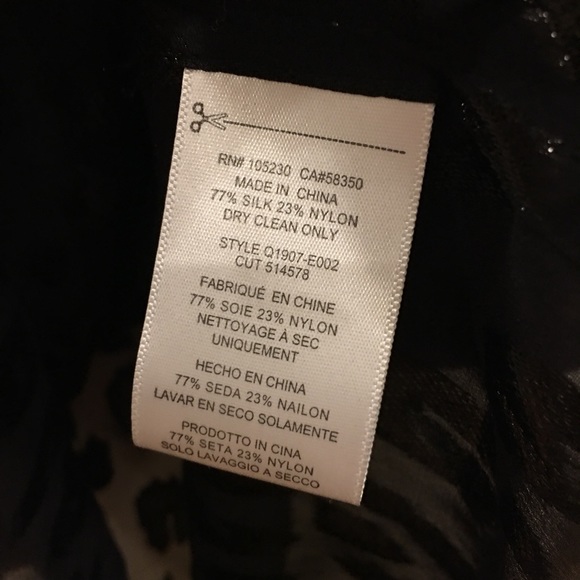 RN# 105230 CA#58350
MADE IN CHINA
77% SILK 23% NYLON
DRY CLEAN ONLY
STYLE Q1907-E002
CUT 514578
FABRIQUÉ EN CHINE
77% SOIE 23% NYLON
NETTOYAGE À SEC
UNIQUEMENT
HECHO EN CHINA
77% SEDA 23% NAILON
LAVAR EN SECO SOLAMENTE
PRODOTTO IN CINA
77% SETA 23% NYLON
SOLO LAVAGGIO A SECCO